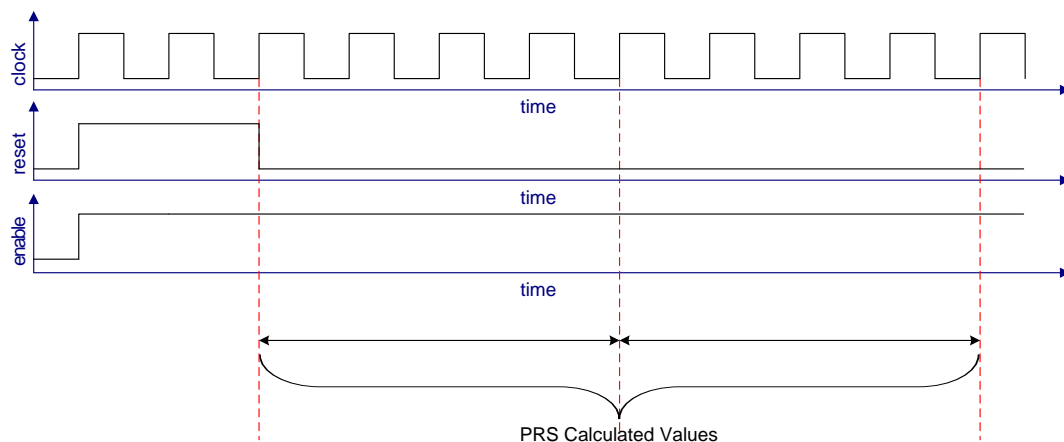 clock
time
reset
time
enable
time
PRS Calculated Values